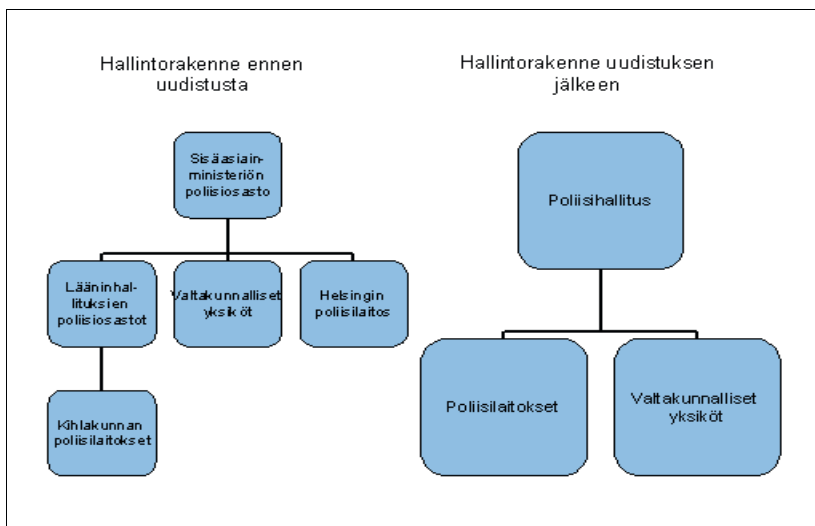 Hallintorakenne ennen
uudistusta
Hallintorakenne uudistuksen
jälkeen
Sisäasiain-
ministeriön
poliisiosasto
Lääninhal-
lituksien
poliisiosastot
Valtakunnalliset
yksiköt
Helsingin
poliisilaitos
Kihlakunnan
poliisilaitokset
Poliisihallitus
Poliisilaitokset
Valtakunnalliset
yksiköt